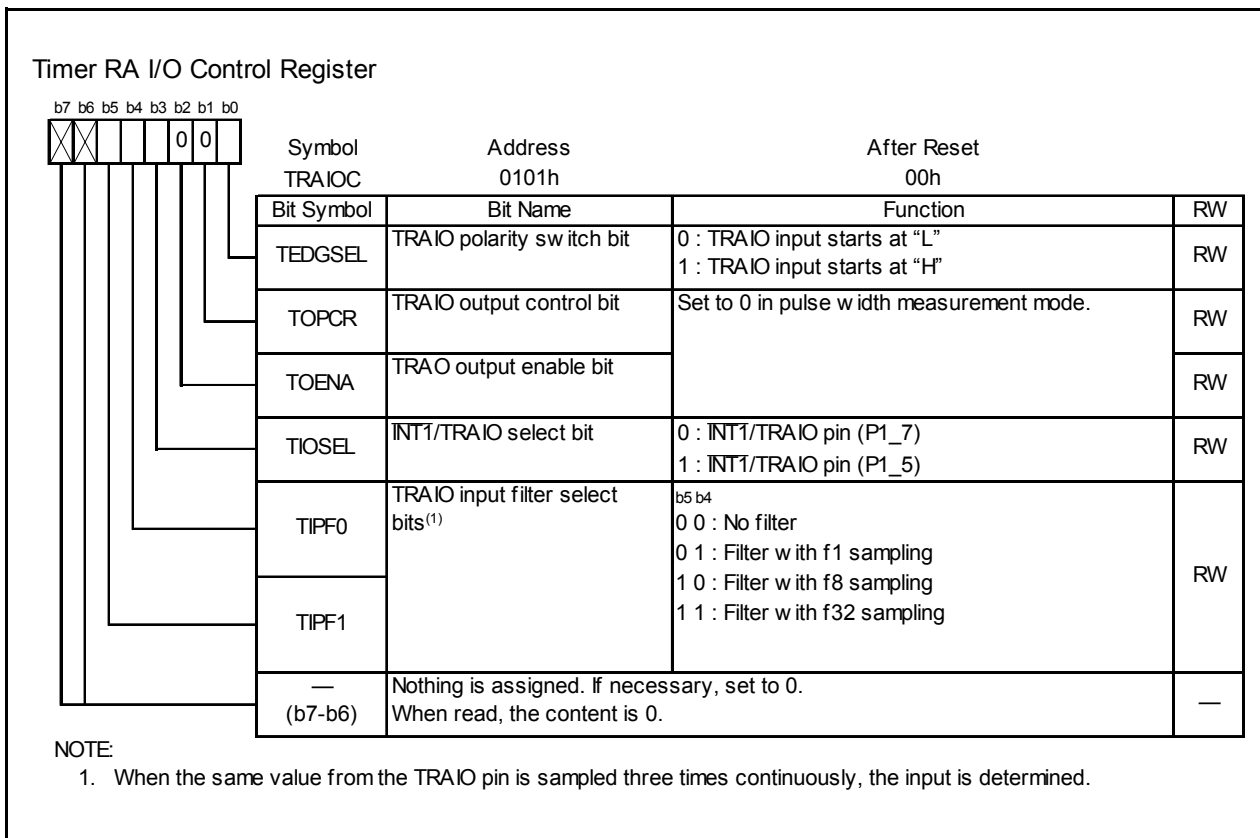 Timer RA I/O Control Register
b7 b6 b5 b4 b3 b2 b1 b0
0 0
Symbol Address After Reset
TRAIOC 0101h 00h
Bit Symbol Bit Name Function RW
TEDGSEL TRAIO polarity switch bit 0 : TRAIO input starts at “L” RW
1 : TRAIO input starts at “H”
TOPCR TRAIO output control bit Set to 0 in pulse width measurement mode. RW
TOENA TRAO output enable bit RW
TIOSEL INT1/TRAIO select bit 0 : INT1/TRAIO pin (P1_7) RW
1 : INT1/TRAIO pin (P1_5)
TIPF0 TRAIO input filter select b5 b4
bits(1) 0 0 : No filter
0 1 : Filter with f1 sampling
1 0 : Filter with f8 sampling RW
TIPF1 1 1 : Filter with f32 sampling
— Nothing is assigned. If necessary, set to 0. —
(b7-b6) When read, the content is 0.
NOTE:
1. When the same value from the TRAIO pin is sampled three times continuously, the input is determined.